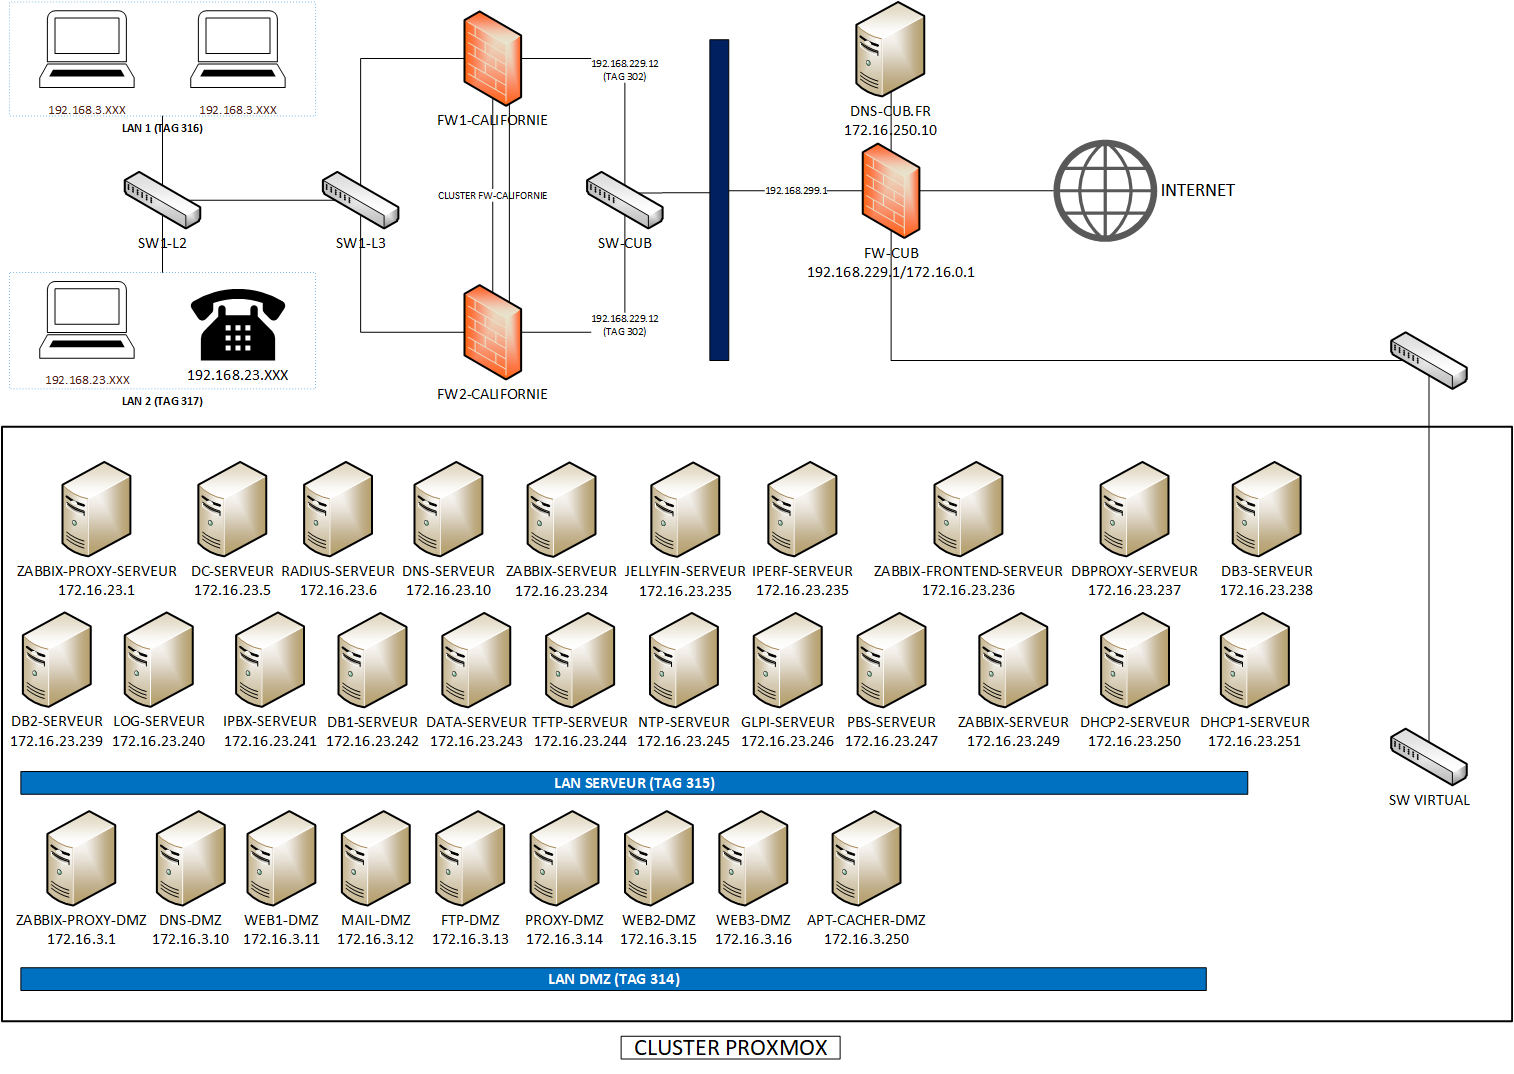 192.168.3.XXX
192.168.3.XXX
LAN 1 (TAG 316)
SW1-L2
192.168.23.XXX
192.168.23.XXX
LAN 2 (TAG 317)
SW1-L3
FW1-CALIFORNIE
CLUSTER FW-CALIFORNIE
FW2-CALIFORNIE
192.168.229.12
(TAG 302)
SW-CUB
192.168.229.12
(TAG 302)
192.168.299.1
DNS-CUB.FR
172.16.250.10
FW-CUB
192.168.229.1/172.16.0.1
INTERNET
ZABBIX-PROXY-SERVEUR
172.16.23.1
DC-SERVEUR
172.16.23.5
RADIUS-SERVEUR
172.16.23.6
DNS-SERVEUR
172.16.23.10
ZABBIX-SERVEUR
172.16.23.234
JELLYFIN-SERVEUR
172.16.23.235
IPERF-SERVEUR
172.16.23.235
ZABBIX-FRONTEND-SERVEUR
172.16.23.236
DBPROXY-SERVEUR
172.16.23.237
DB3-SERVEUR
172.16.23.238
DB2-SERVEUR
172.16.23.239
LOG-SERVEUR
172.16.23.240
IPBX-SERVEUR
172.16.23.241
DB1-SERVEUR
172.16.23.242
DATA-SERVEUR
172.16.23.243
TFTP-SERVEUR
172.16.23.244
NTP-SERVEUR
172.16.23.245
GLPI-SERVEUR
172.16.23.246
PBS-SERVEUR
172.16.23.247
ZABBIX-SERVEUR
172.16.23.249
DHCP2-SERVEUR
172.16.23.250
DHCP1-SERVEUR
172.16.23.251
LAN SERVEUR (TAG 315)
SW VIRTUAL
ZABBIX-PROXY-DMZ
172.16.3.1
DNS-DMZ
172.16.3.10
WEB1-DMZ
172.16.3.11
MAIL-DMZ
172.16.3.12
FTP-DMZ
172.16.3.13
PROXY-DMZ
172.16.3.14
WEB2-DMZ
172.16.3.15
WEB3-DMZ
172.16.3.16
APT-CACHER-DMZ
172.16.3.250
LAN DMZ (TAG 314)
CLUSTER PROXMOX